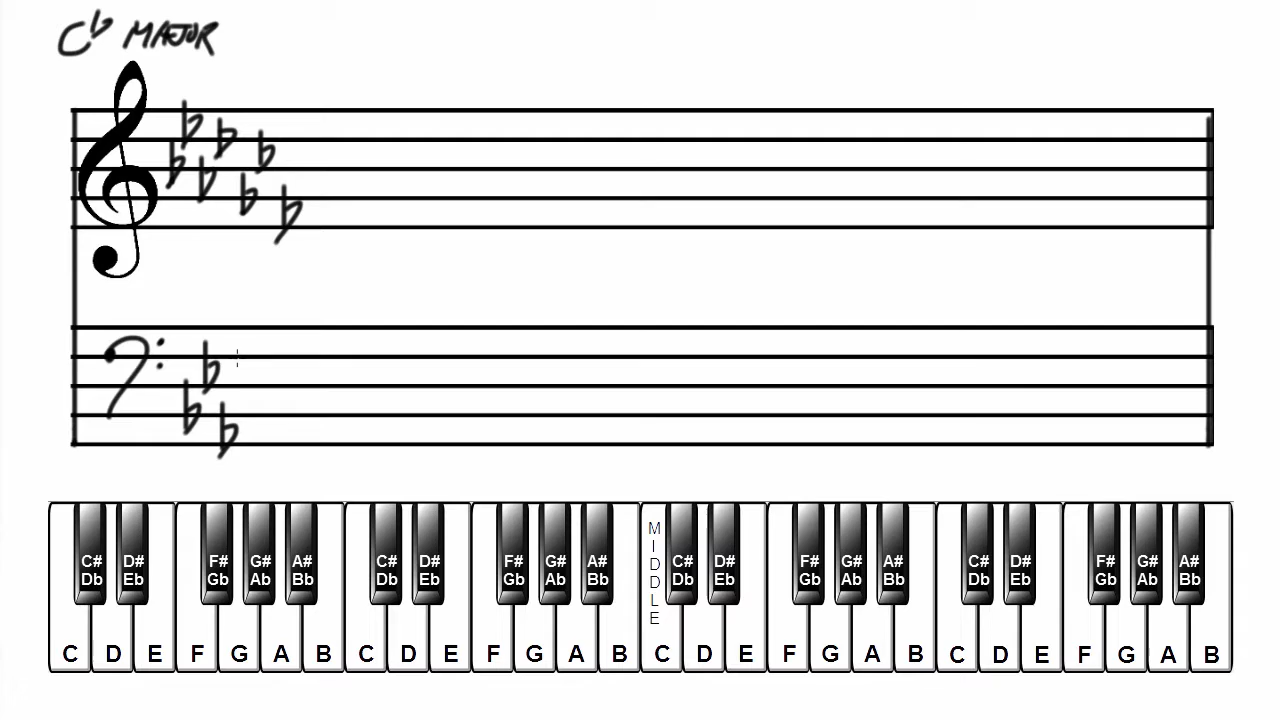 C♭ MAJOR
C# D# F# G# A# C# D# F# G# A# MIDDLE C# D# F# G# A# C# D# F# G# A#
Db Eb Gb Ab Bb Db Eb Gb Ab Bb Db Eb Gb Ab Bb Db Eb Gb Ab Bb
C D E F G A B C D E F G A B C D E F G A B C D E F G A B